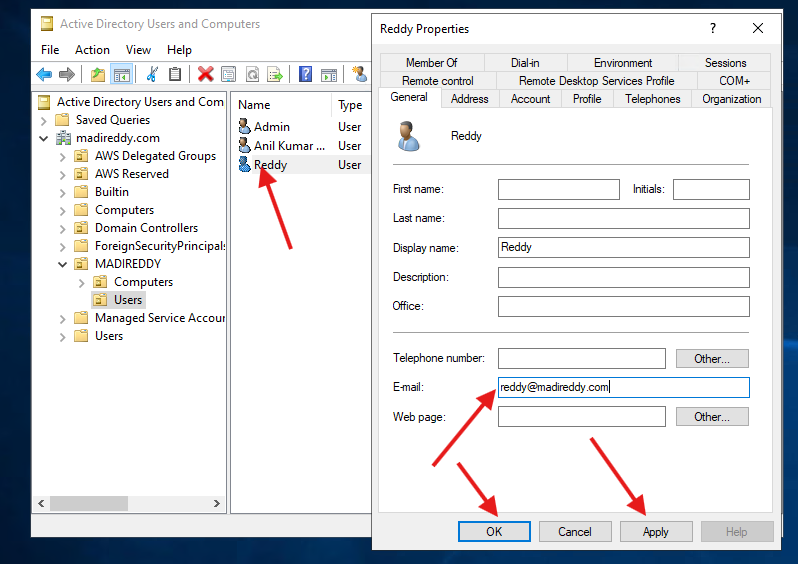 Active Directory Users and Computers
File Action View Help
Active Directory Users and Com
Saved Queries
madireddy.com
AWS Delegated Groups
AWS Reserved
Builtin
Computers
Domain Controllers
ForeignSecurityPrincipals
MADIREDDY
Computers
Users
Managed Service Accour
Users
Name Type
Admin User
Anil Kumar ... User
Reddy User
Reddy Properties
Member Of Dial-in Environment Sessions
Remote control Remote Desktop Services Profile COM+
General Address Account Profile Telephones Organization
Reddy
First name: Initials:
Last name:
Display name: Reddy
Description:
Office:
Telephone number: Other...
E-mail: reddy@madireddy.com
Web page: Other...
OK Cancel Apply Help